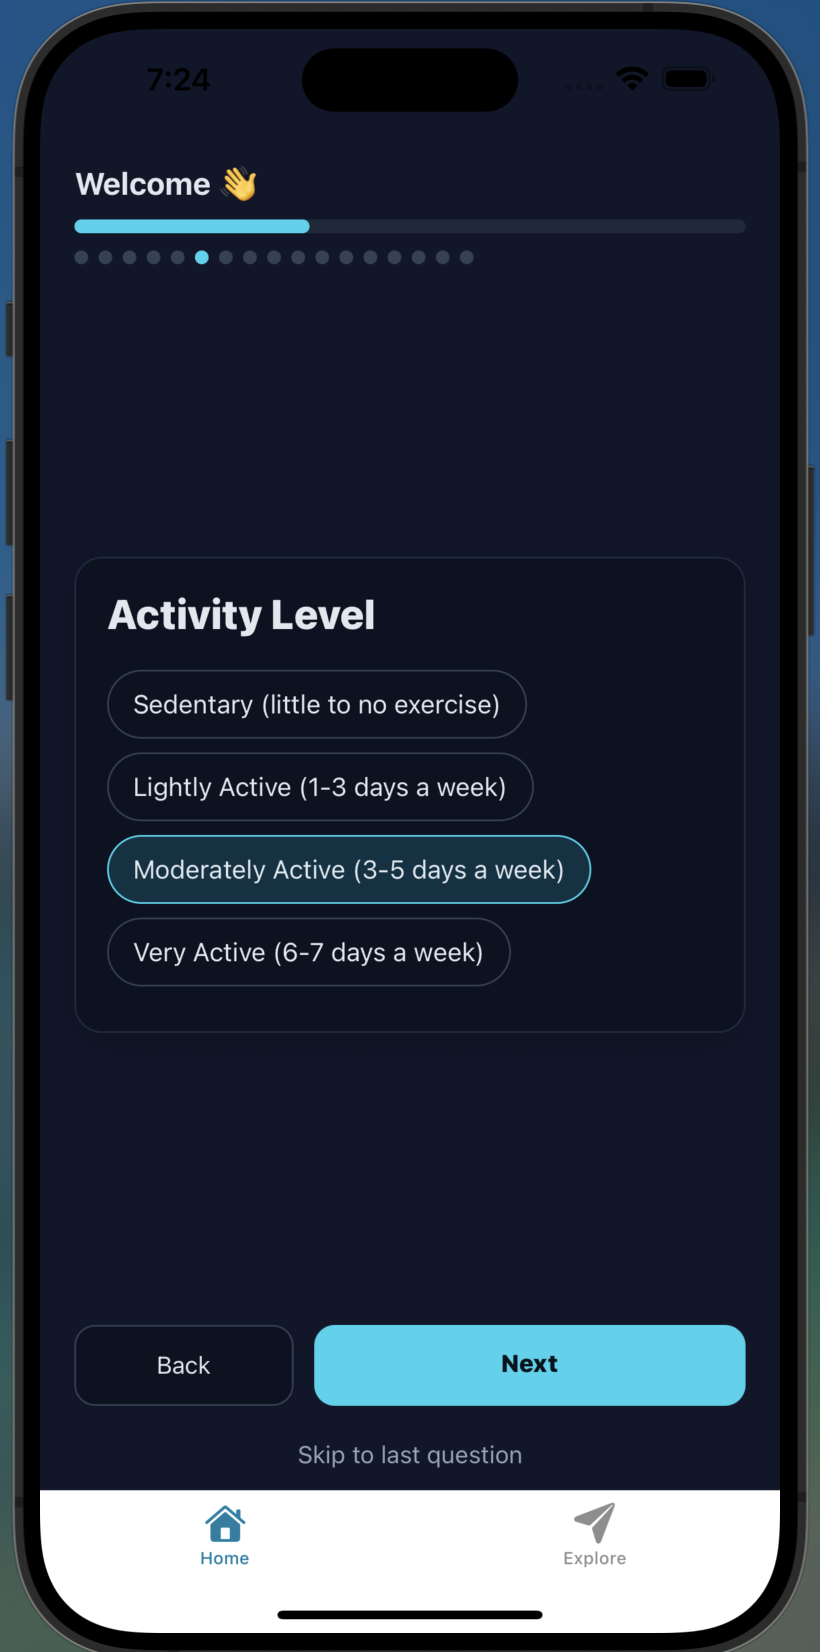 7:24
Welcome 👋
Activity Level
Sedentary (little to no exercise)
Lightly Active (1-3 days a week)
Moderately Active (3-5 days a week)
Very Active (6-7 days a week)
Back
Next
Skip to last question
Home
Explore